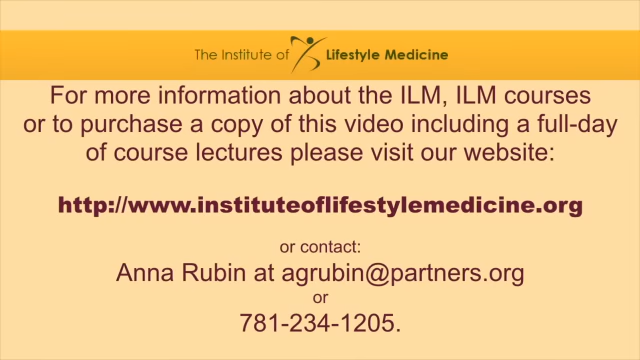 The Institute of Lifestyle Medicine
For more information about the ILM, ILM courses
or to purchase a copy of this video including a full-day
of course lectures please visit our website:
http://www.instituteoflifestylemedicine.org
or contact:
Anna Rubin at agrubin@partners.org
or
781-234-1205.